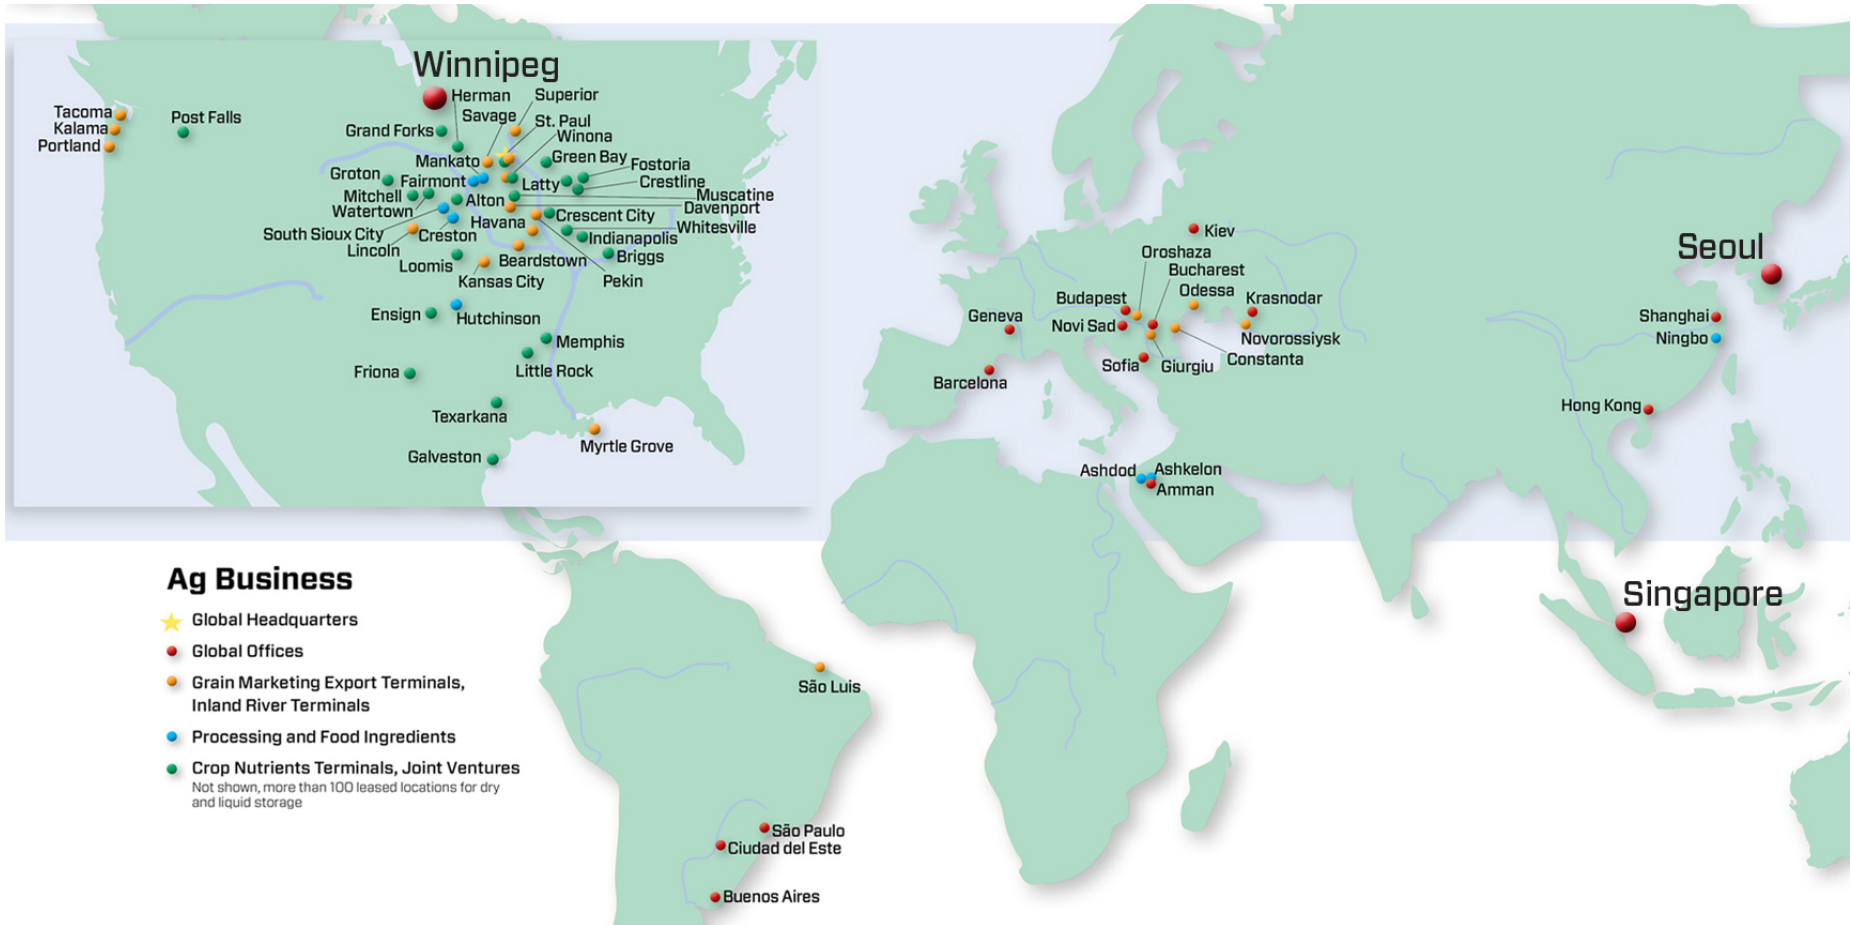 Winnipeg
Herman
Superior
Savage
Tacoma
Post Falls
St. Paul
Kalama
Grand Forks
Winona
Portland
Mankato
Green Bay
Fostoria
Groton
Fairmont
Latty
Crestline
Mitchell
Alton
Muscatine
Watertown
Davenport
Havana
Crescent City
South Sioux City
Creston
Whitesville
Lincoln
Indianapolis
Loomis
Beardstown
Briggs
Kansas City
Pekin
Ensign
Hutchinson
Memphis
Friona
Little Rock
Texarkana
Myrtle Grove
Galveston
Kiev
Oroshaza
Bucharest
Odessa
Budapest
Krasnodar
Geneva
Novi Sad
Novorossiysk
Constanta
Sofia
Giurgiu
Barcelona
Seoul
Shanghai
Ningbo
Hong Kong
Ashdod
Ashkelon
Amman
Singapore
São Luis
São Paulo
Ciudad del Este
Buenos Aires
Ag Business
Global Headquarters
Global Offices
Grain Marketing Export Terminals,
Inland River Terminals
Processing and Food Ingredients
Crop Nutrients Terminals, Joint Ventures
Not shown, more than 100 leased locations for dry
and liquid storage